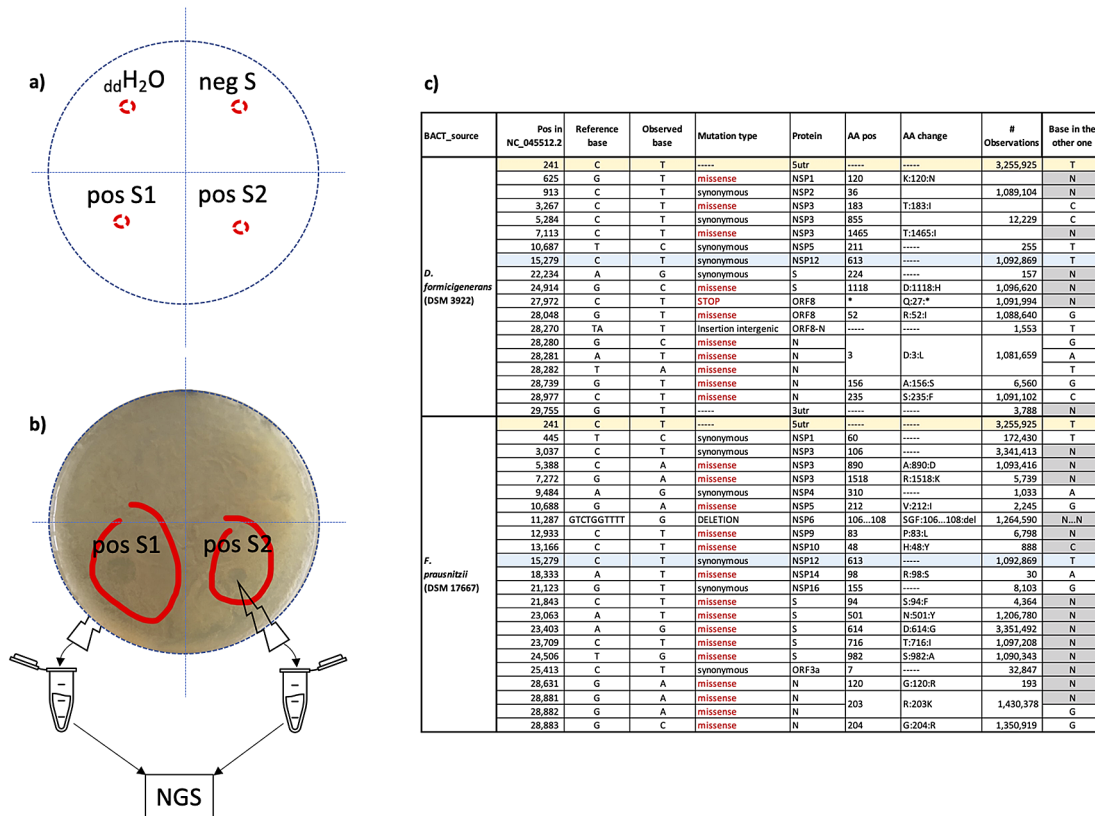 a)
ddH2O
neg S
pos S1
pos S2
b)
pos S1
pos S2
NGS
c)
BACT_source Pos in NC_045512.2 Reference base Observed base Mutation type Protein AA pos AA change # Observations Base in the other one
D. formicigenerans (DSM 3922)
241 C T ----- 5utr ----- ----- 3,255,925 T
625 G T missense NSP1 120 K:120:N N
913 C T synonymous NSP2 36 1,089,104 N
3,267 C T missense NSP3 183 T:183:I C
5,284 C T synonymous NSP3 855 12,229 C
7,113 C T missense NSP3 1465 T:1465:I N
10,687 T C synonymous NSP5 211 ----- 255 T
15,279 C T synonymous NSP12 613 ----- 1,092,869 T
22,234 A G synonymous S 224 ----- 157 N
24,914 G C missense S 1118 D:1118:H 1,096,620 N
27,972 C T STOP ORF8 * Q:27:* 1,091,994 N
28,048 G T missense ORF8 52 R:52:I 1,088,640 G
28,270 TA T Insertion intergenic ORF8-N ----- ----- 1,553 T
28,280 G C missense N 3 D:3:L 1,081,659 G
28,281 A T missense N A
28,282 T A missense N T
28,739 G T missense N 156 A:156:S 6,560 G
28,977 C T missense N 235 S:235:F 1,091,102 C
29,755 G T ----- 3utr ----- ----- 3,788 N
F. prausnitzii (DSM 17667)
241 C T ----- 5utr ----- ----- 3,255,925 T
445 T C synonymous NSP1 60 ----- 172,430 T
3,037 C T synonymous NSP3 106 ----- 3,341,413 N
5,388 C A missense NSP3 890 A:890:D 1,093,416 N
7,272 G A missense NSP3 1518 R:1518:K 5,739 N
9,484 A G synonymous NSP4 310 ----- 1,033 A
10,688 G A missense NSP5 212 V:212:I 2,245 G
11,287 GTCTGGTTTT G DELETION NSP6 106...108 SGF:106...108:del 1,264,590 N...N
12,933 C T missense NSP9 83 P:83:L 6,798 N
13,166 C T missense NSP10 48 H:48:Y 888 C
15,279 C T synonymous NSP12 613 ----- 1,092,869 T
18,333 A T missense NSP14 98 R:98:S 30 A
21,123 G T synonymous NSP16 155 ----- 8,103 G
21,843 C T missense S 94 S:94:F 4,364 N
23,063 A T missense S 501 N:501:Y 1,206,780 N
23,403 A G missense S 614 D:614:G 3,351,492 N
23,709 C T missense S 716 T:716:I 1,097,208 N
24,506 T G missense S 982 S:982:A 1,090,343 N
25,413 C T synonymous ORF3a 7 ----- 32,847 N
28,631 G A missense N 120 G:120:R 193 N
28,881 G A missense N 203 R:203K 1,430,378 N
28,882 G A missense N G
28,883 G C missense N 204 G:204:R 1,350,919 G